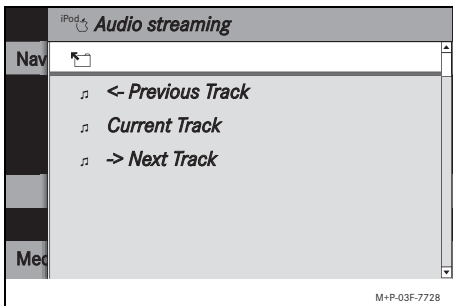 iPod Audio streaming
Nav
♫ <- Previous Track
♫ Current Track
♫ -> Next Track
Med
M+P-03F-7728